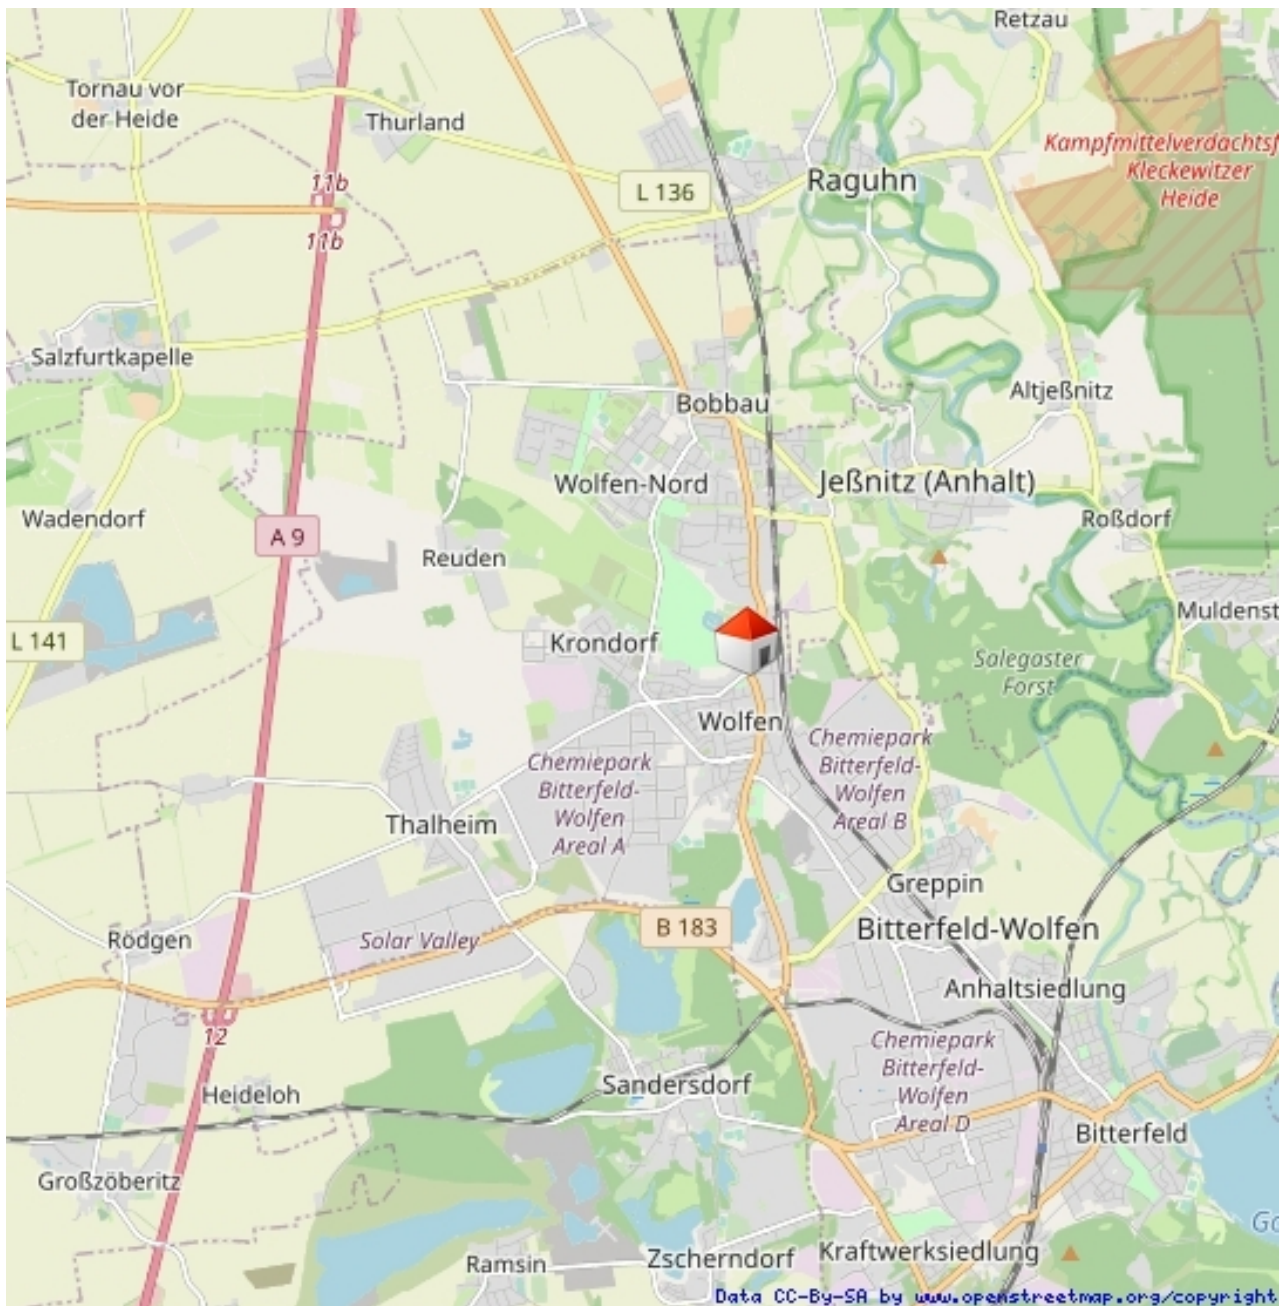 Retzau
Tornau vor
der Heide
Thurland
Kampfmittelverdachtsf
Kleckewitzer
Heide
Raguhn
11b
L 136
11b
Salzfurtkapelle
Altjeßnitz
Bobbau
Wolfen-Nord
Jeßnitz (Anhalt)
Wadendorf
Roßdorf
A 9
Reuden
Muldenst
L 141
Krondorf
Salegaster
Forst
Wolfen
Chemiepark
Bitterfeld-
Wolfen
Areal B
Chemiepark
Bitterfeld-
Wolfen
Areal A
Thalheim
Greppin
B 183
Bitterfeld-Wolfen
Rödgen
Solar Valley
Anhaltsiedlung
12
Chemiepark
Bitterfeld-
Wolfen
Areal D
Sandersdorf
Heideloh
Bitterfeld
Großzöberitz
Go
Ramsin
Zscherndorf
Kraftwerksiedlung
Data CC-By-SA by www.openstreetmap.org/copyright